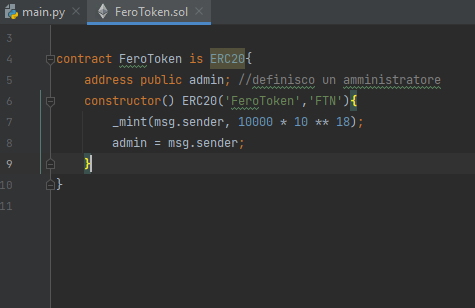 main.py × FeroToken.sol ×
3
4 contract FeroToken is ERC20{
5 address public admin; //definisco un amministratore
6 constructor() ERC20('FeroToken','FTN'){
7 _mint(msg.sender, 10000 * 10 ** 18);
8 admin = msg.sender;
9 }
10 }
11